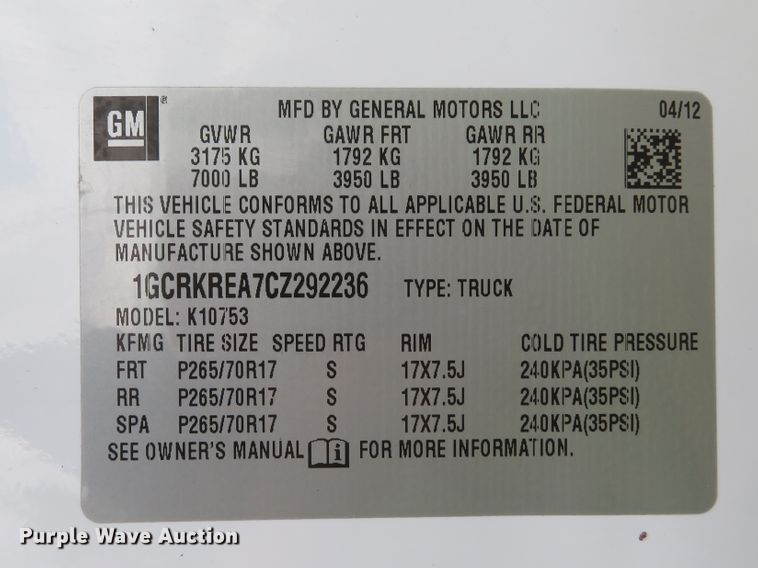 GM ®
MFD BY GENERAL MOTORS LLC 04/12
GVWR GAWR FRT GAWR RR
3175 KG 1792 KG 1792 KG
7000 LB 3950 LB 3950 LB
THIS VEHICLE CONFORMS TO ALL APPLICABLE U.S. FEDERAL MOTOR
VEHICLE SAFETY STANDARDS IN EFFECT ON THE DATE OF
MANUFACTURE SHOWN ABOVE.
1GCRKREA7CZ292236 TYPE: TRUCK
MODEL: K10753
KFMG TIRE SIZE SPEED RTG RIM COLD TIRE PRESSURE
FRT P265/70R17 S 17X7.5J 240KPA(35PSI)
RR P265/70R17 S 17X7.5J 240KPA(35PSI)
SPA P265/70R17 S 17X7.5J 240KPA(35PSI)
SEE OWNER'S MANUAL i FOR MORE INFORMATION.
Purple Wave Auction